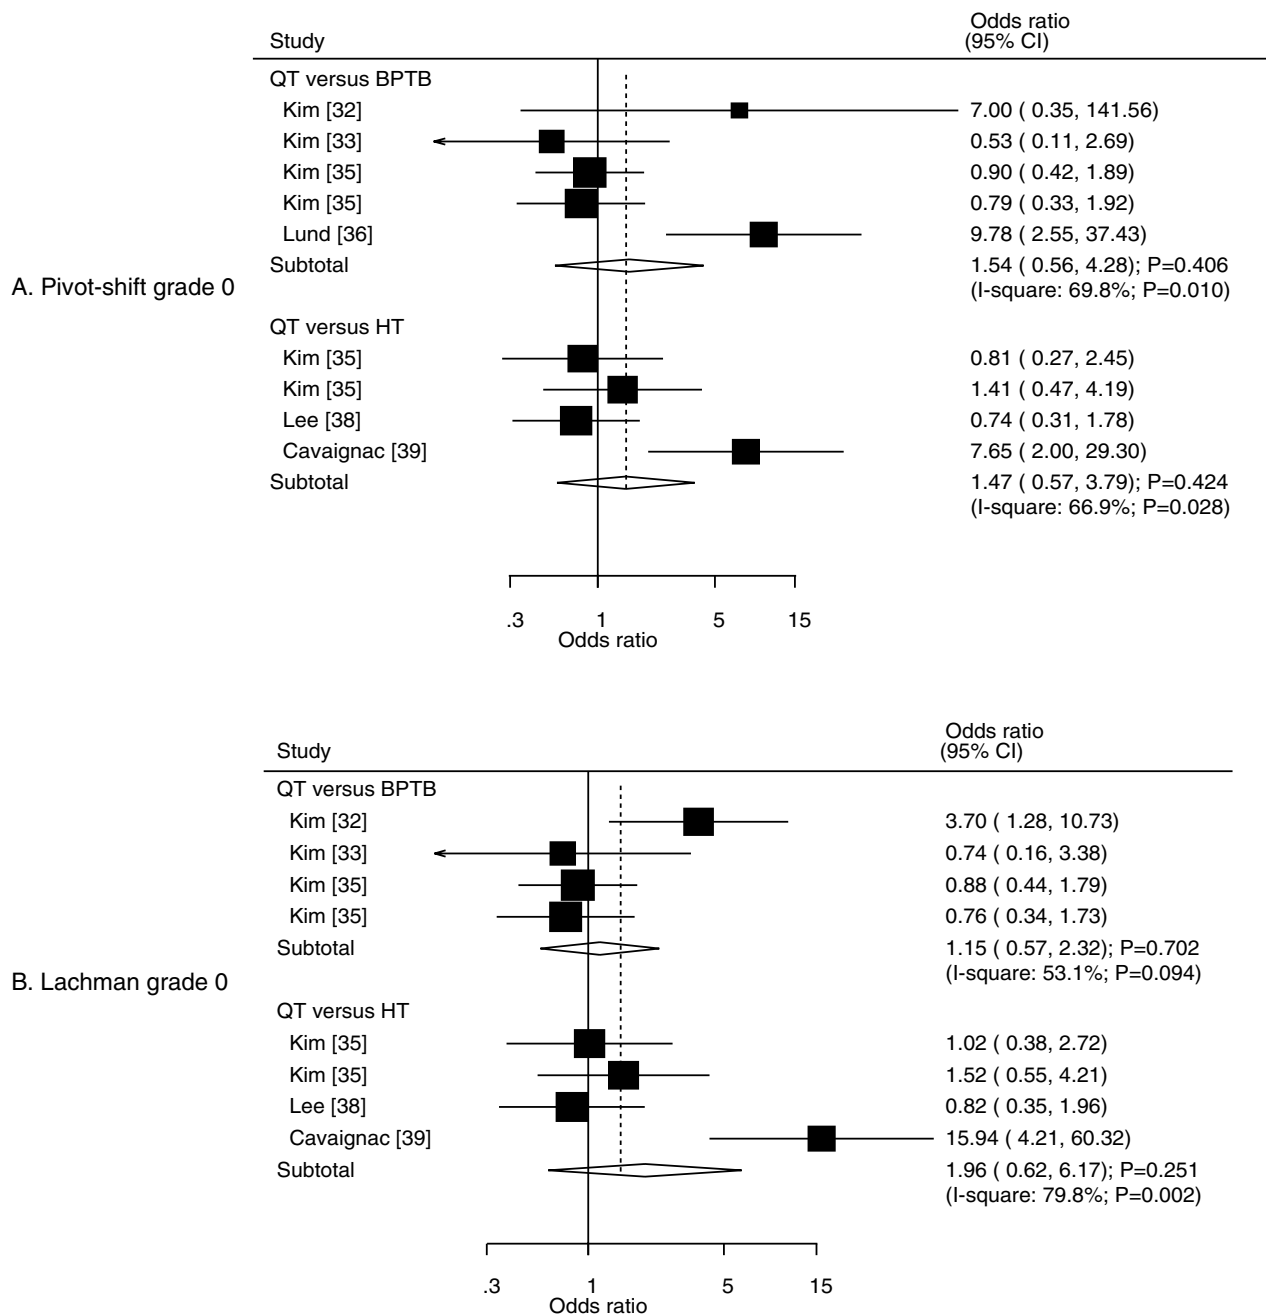 Study Odds ratio
(95% CI)
QT versus BPTB
Kim [32] 7.00 ( 0.35, 141.56)
Kim [33] 0.53 ( 0.11, 2.69)
Kim [35] 0.90 ( 0.42, 1.89)
Kim [35] 0.79 ( 0.33, 1.92)
Lund [36] 9.78 ( 2.55, 37.43)
Subtotal 1.54 ( 0.56, 4.28); P=0.406
A. Pivot-shift grade 0 (I-square: 69.8%; P=0.010)
QT versus HT
Kim [35] 0.81 ( 0.27, 2.45)
Kim [35] 1.41 ( 0.47, 4.19)
Lee [38] 0.74 ( 0.31, 1.78)
Cavaignac [39] 7.65 ( 2.00, 29.30)
Subtotal 1.47 ( 0.57, 3.79); P=0.424
(I-square: 66.9%; P=0.028)
.3 1 5 15
Odds ratio
Study Odds ratio
(95% CI)
QT versus BPTB
Kim [32] 3.70 ( 1.28, 10.73)
Kim [33] 0.74 ( 0.16, 3.38)
Kim [35] 0.88 ( 0.44, 1.79)
Kim [35] 0.76 ( 0.34, 1.73)
Subtotal 1.15 ( 0.57, 2.32); P=0.702
B. Lachman grade 0 (I-square: 53.1%; P=0.094)
QT versus HT
Kim [35] 1.02 ( 0.38, 2.72)
Kim [35] 1.52 ( 0.55, 4.21)
Lee [38] 0.82 ( 0.35, 1.96)
Cavaignac [39] 15.94 ( 4.21, 60.32)
Subtotal 1.96 ( 0.62, 6.17); P=0.251
(I-square: 79.8%; P=0.002)
.3 1 5 15
Odds ratio